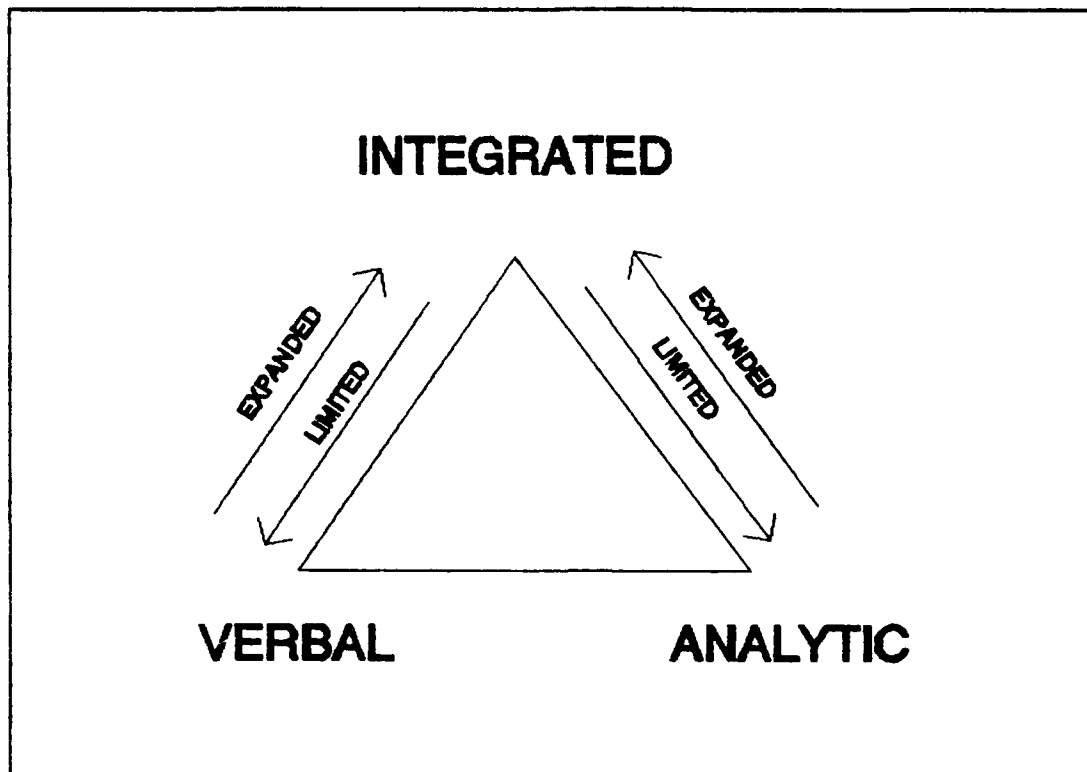 INTEGRATED
EXPANDED
LIMITED
LIMITED
EXPANDED
VERBAL
ANALYTIC